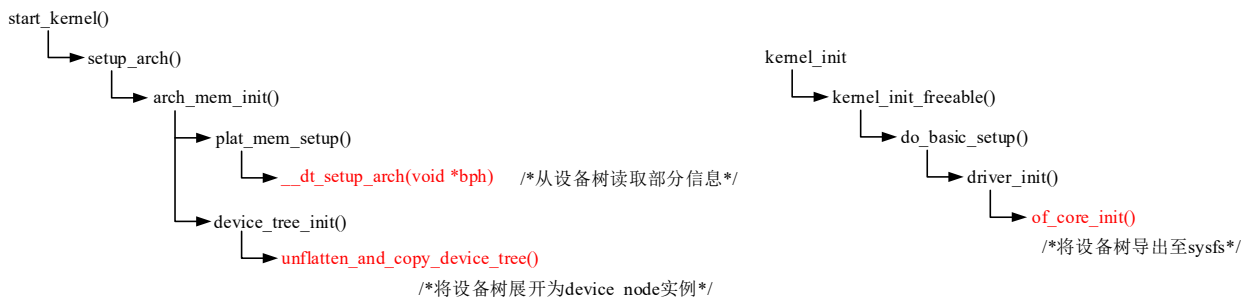 start_kernel()
setup_arch()
arch_mem_init()
plat_mem_setup()
__dt_setup_arch(void *bph) /*从设备树读取部分信息*/
device_tree_init()
unflatten_and_copy_device_tree()
/*将设备树展开为device_node实例*/
kernel_init
kernel_init_freeable()
do_basic_setup()
driver_init()
of_core_init()
/*将设备树导出至sysfs*/